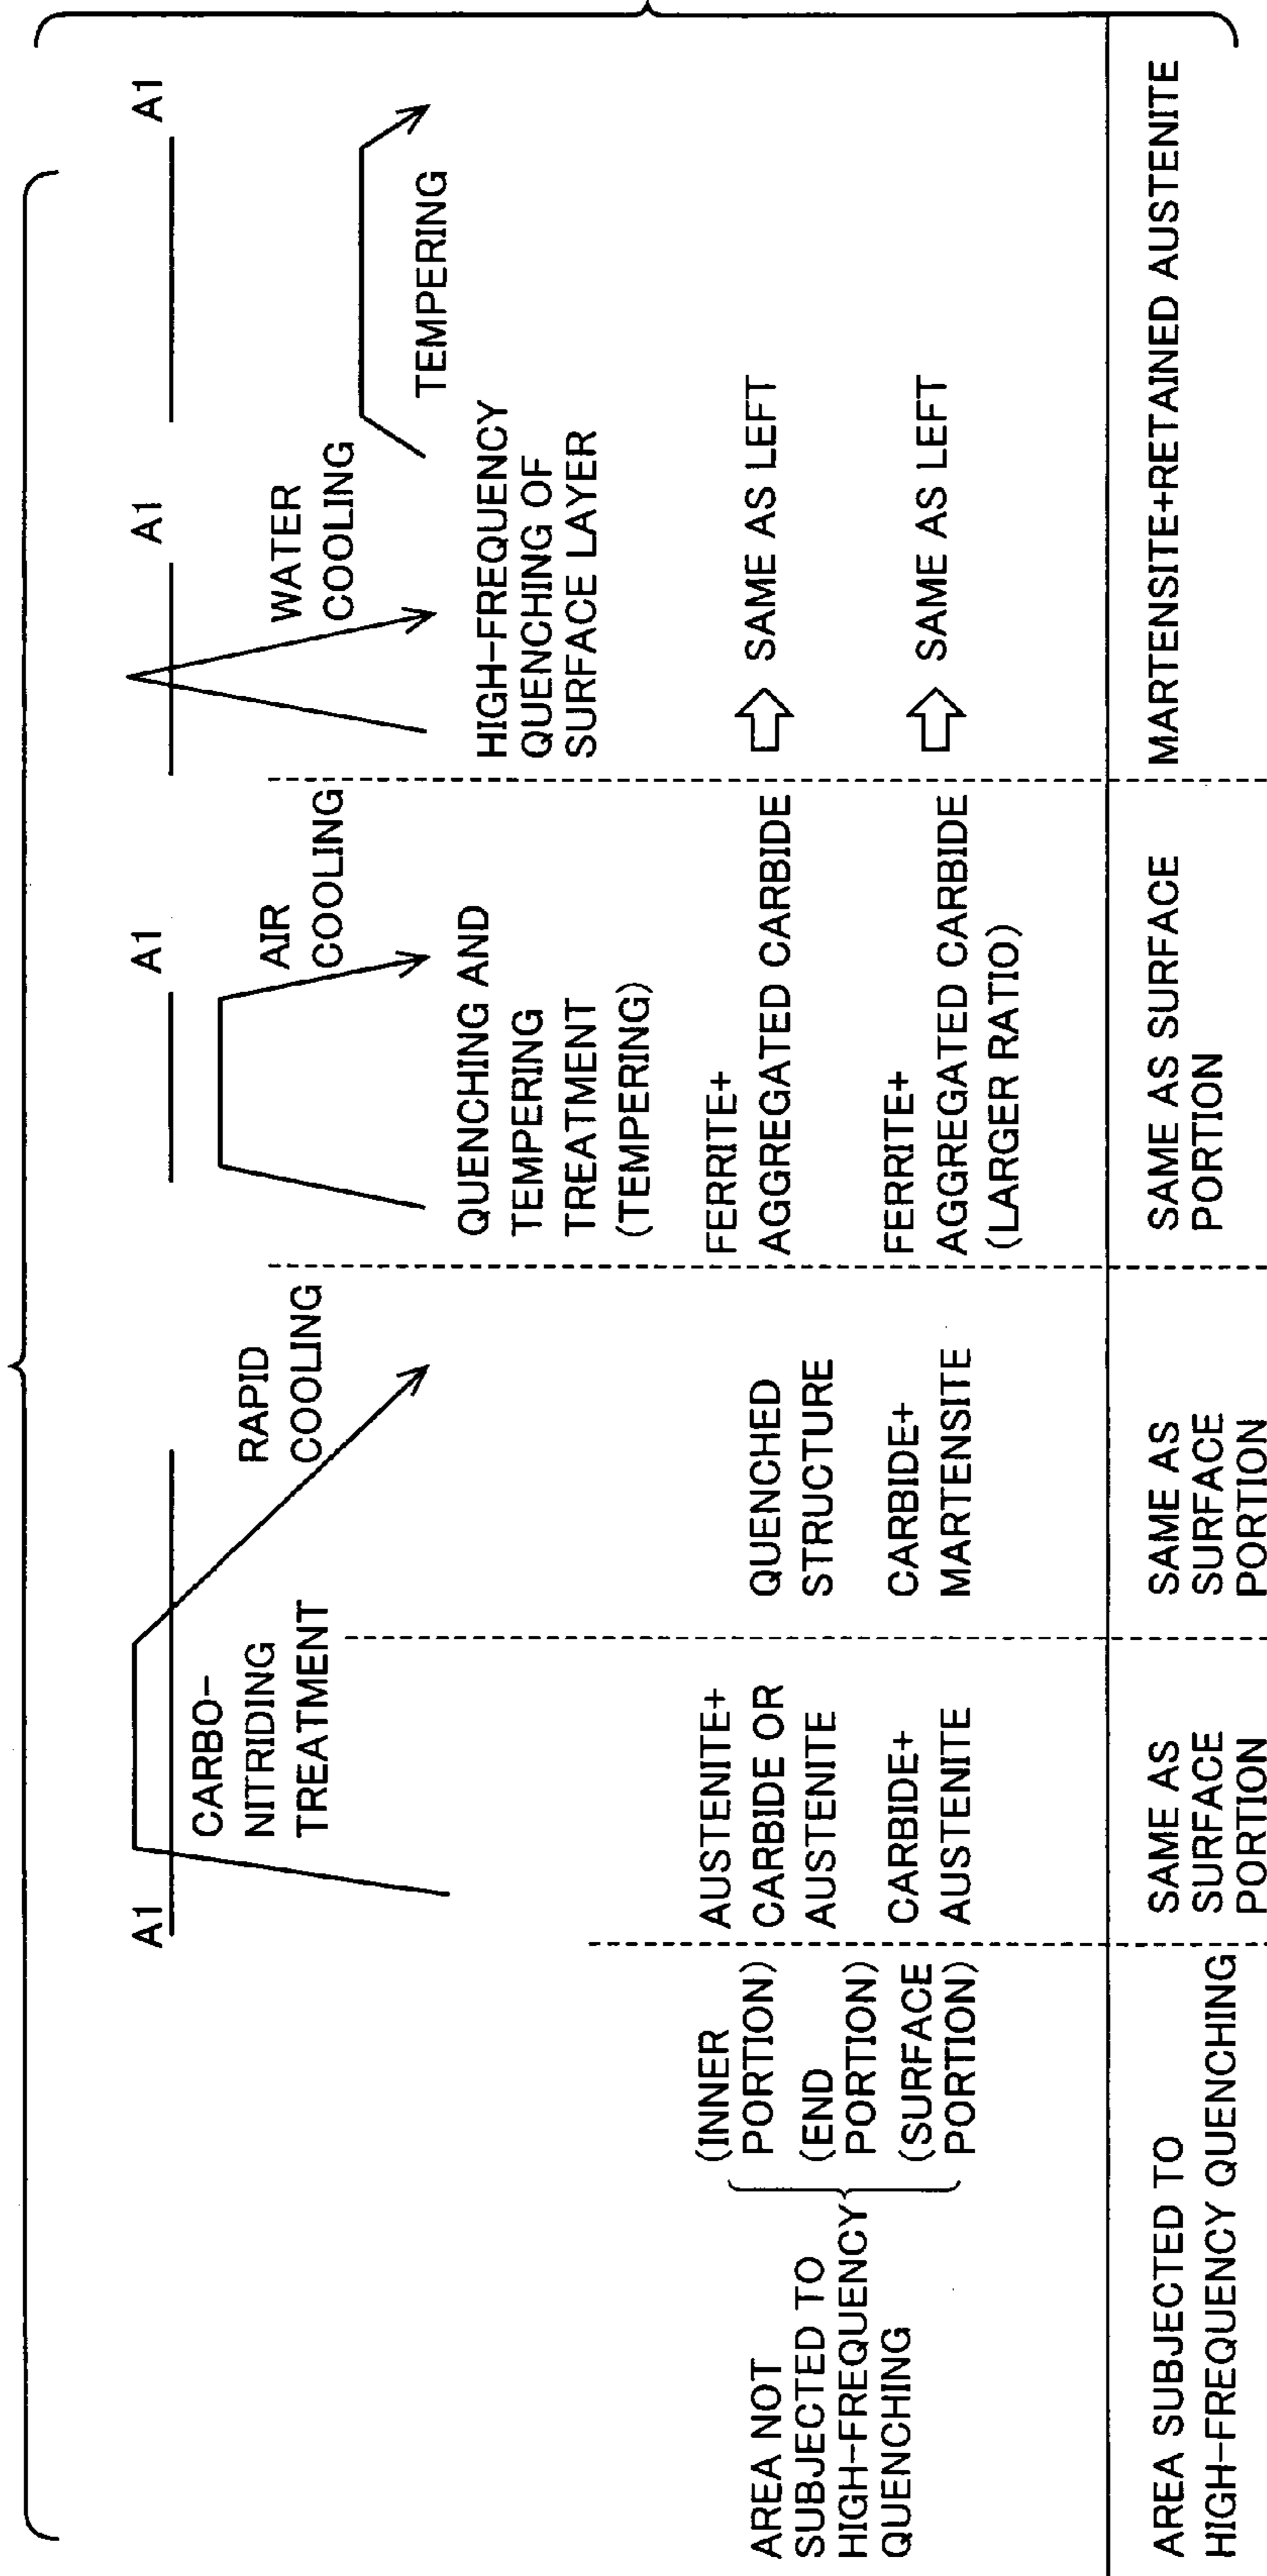 A1
CARBO-
NITRIDING
TREATMENT
RAPID
COOLING
A1
AIR
COOLING
QUENCHING AND
TEMPERING
TREATMENT
(TEMPERING)
A1
WATER
COOLING
HIGH-FREQUENCY
QUENCHING OF
SURFACE LAYER
A1
TEMPERING
AREA NOT
SUBJECTED TO
HIGH-FREQUENCY
QUENCHING
(INNER
PORTION)
(END
PORTION)
(SURFACE
PORTION)
AUSTENITE+
CARBIDE OR
AUSTENITE
CARBIDE+
AUSTENITE
QUENCHED
STRUCTURE
CARBIDE+
MARTENSITE
FERRITE+
AGGREGATED CARBIDE
FERRITE+
AGGREGATED CARBIDE
(LARGER RATIO)
SAME AS LEFT
SAME AS LEFT
AREA SUBJECTED TO
HIGH-FREQUENCY QUENCHING
SAME AS
SURFACE
PORTION
SAME AS
SURFACE
PORTION
SAME AS SURFACE
PORTION
MARTENSITE+RETAINED AUSTENITE